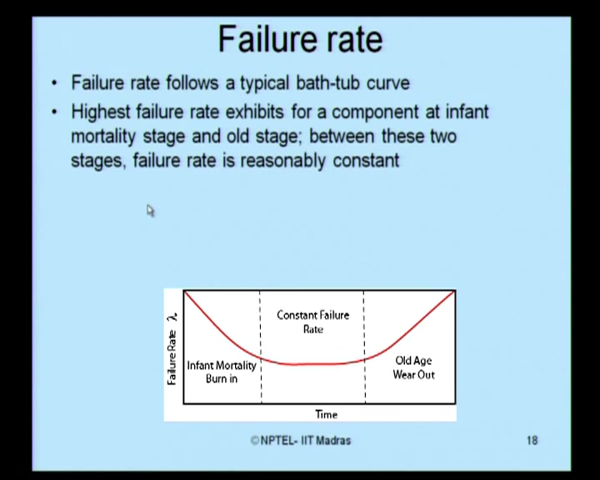 Failure rate
• Failure rate follows a typical bath-tub curve
• Highest failure rate exhibits for a component at infant
mortality stage and old stage; between these two
stages, failure rate is reasonably constant
Failure Rate λ
Constant Failure
Rate
Infant Mortality
Burn in
Old Age
Wear Out
Time
©NPTEL- IIT Madras
18